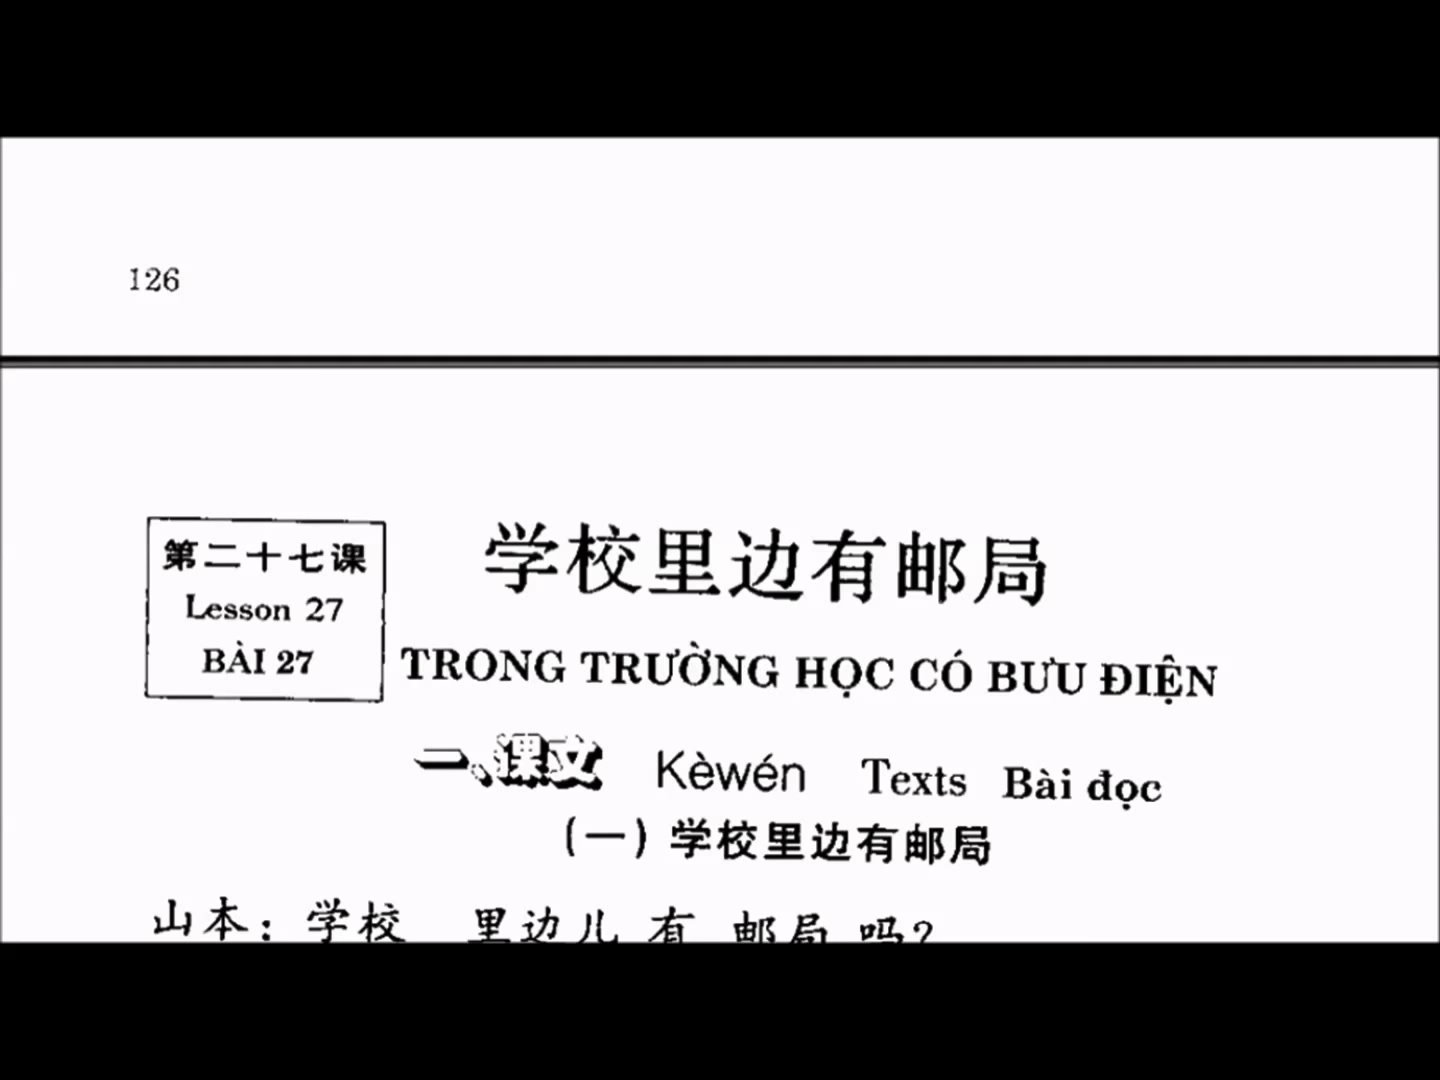 126
第二十七课
Lesson 27
BÀI 27
学校里边有邮局
TRONG TRƯỜNG HỌC CÓ BƯU ĐIỆN
一、课文 Kèwén Texts Bài đọc
(一) 学校里边有邮局
山本: 学校 里边儿 有 邮局 吗?